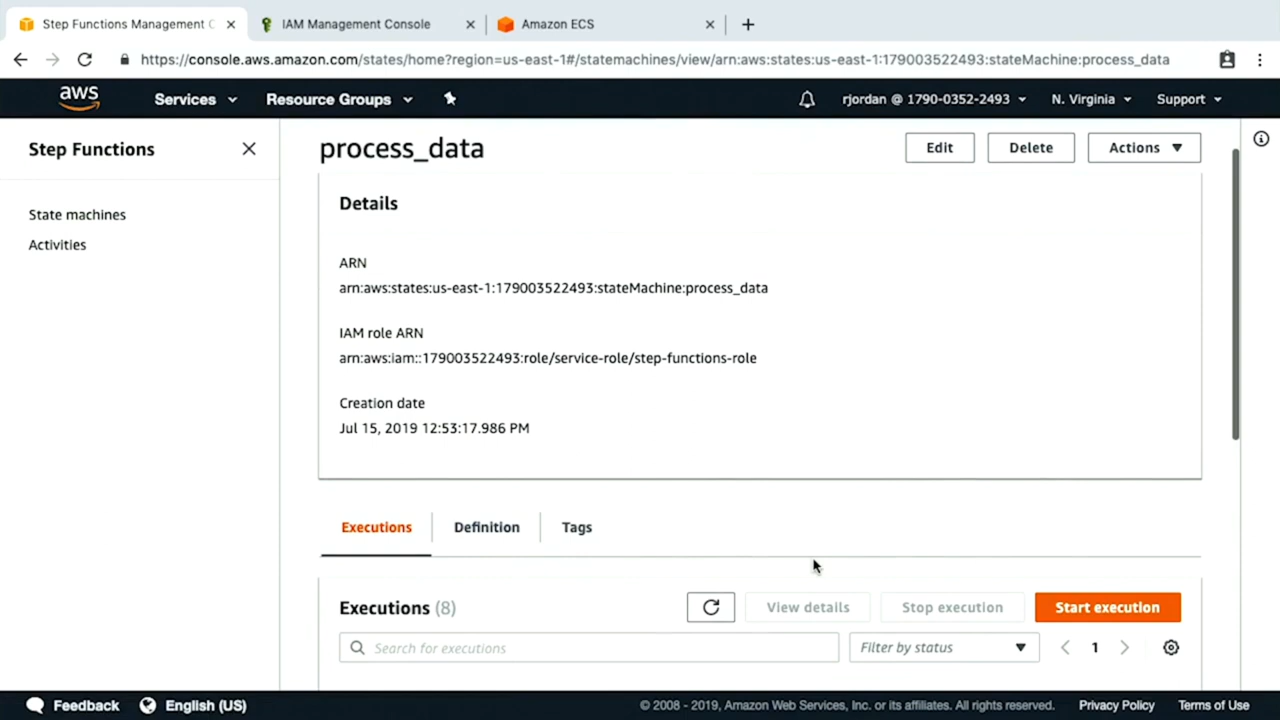 Step Functions Management C
IAM Management Console
Amazon ECS
https://console.aws.amazon.com/states/home?region=us-east-1#/statemachines/view/arn:aws:states:us-east-1:179003522493:stateMachine:process_data
aws Services Resource Groups rjordan @ 1790-0352-2493 N. Virginia Support
Step Functions
State machines
Activities
process_data Edit Delete Actions
Details
ARN
arn:aws:states:us-east-1:179003522493:stateMachine:process_data
IAM role ARN
arn:aws:iam::179003522493:role/service-role/step-functions-role
Creation date
Jul 15, 2019 12:53:17.986 PM
Executions Definition Tags
Executions (8) View details Stop execution Start execution
Search for executions Filter by status 1
Feedback English (US) © 2008 - 2019, Amazon Web Services, Inc. or its affiliates. All rights reserved. Privacy Policy Terms of Use